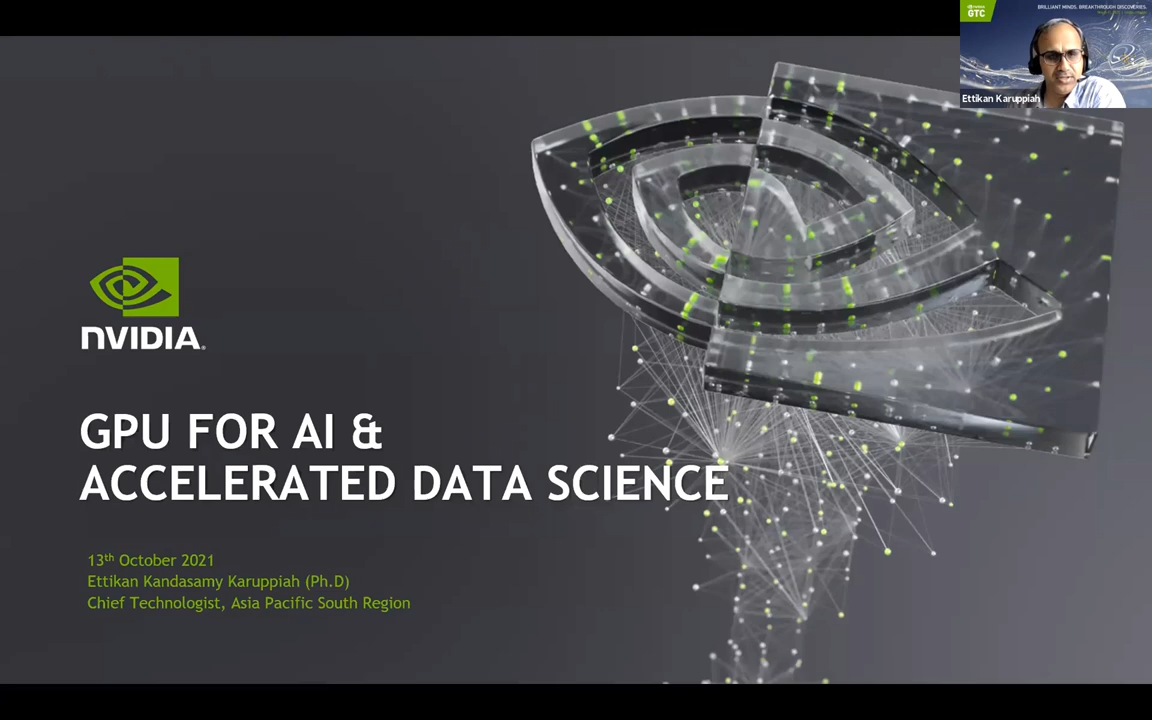 NVIDIA
GTC
BRILLIANT MINDS. BREAKTHROUGH DISCOVERIES.
Ettikan Karuppiah
NVIDIA.
GPU FOR AI &
ACCELERATED DATA SCIENCE
13th October 2021
Ettikan Kandasamy Karuppiah (Ph.D)
Chief Technologist, Asia Pacific South Region